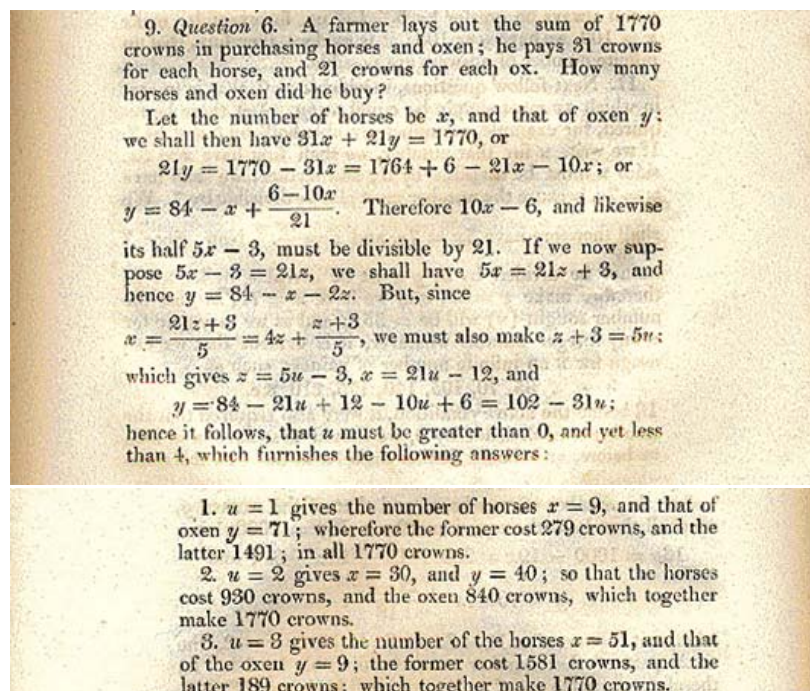 9. Question 6. A farmer lays out the sum of 1770
crowns in purchasing horses and oxen; he pays 31 crowns
for each horse, and 21 crowns for each ox. How many
horses and oxen did he buy?
Let the number of horses be x, and that of oxen y;
we shall then have 31x + 21y = 1770, or
21y = 1770 - 31x = 1764 + 6 - 21x - 10x; or
y = 84 - x + (6-10x)/21. Therefore 10x - 6, and likewise
its half 5x - 3, must be divisible by 21. If we now sup-
pose 5x - 3 = 21z, we shall have 5x = 21z + 3, and
hence y = 84 - x - 2z. But, since
x = (21z+3)/5 = 4z + (z+3)/5, we must also make z + 3 = 5u;
which gives z = 5u - 3, x = 21u - 12, and
y = 84 - 21u + 12 - 10u + 6 = 102 - 31u;
hence it follows, that u must be greater than 0, and yet less
than 4, which furnishes the following answers:
1. u = 1 gives the number of horses x = 9, and that of
oxen y = 71; wherefore the former cost 279 crowns, and the
latter 1491; in all 1770 crowns.
2. u = 2 gives x = 30, and y = 40; so that the horses
cost 930 crowns, and the oxen 840 crowns, which together
make 1770 crowns.
3. u = 3 gives the number of the horses x = 51, and that
of the oxen y = 9; the former cost 1581 crowns, and the
latter 189 crowns; which together make 1770 crowns.